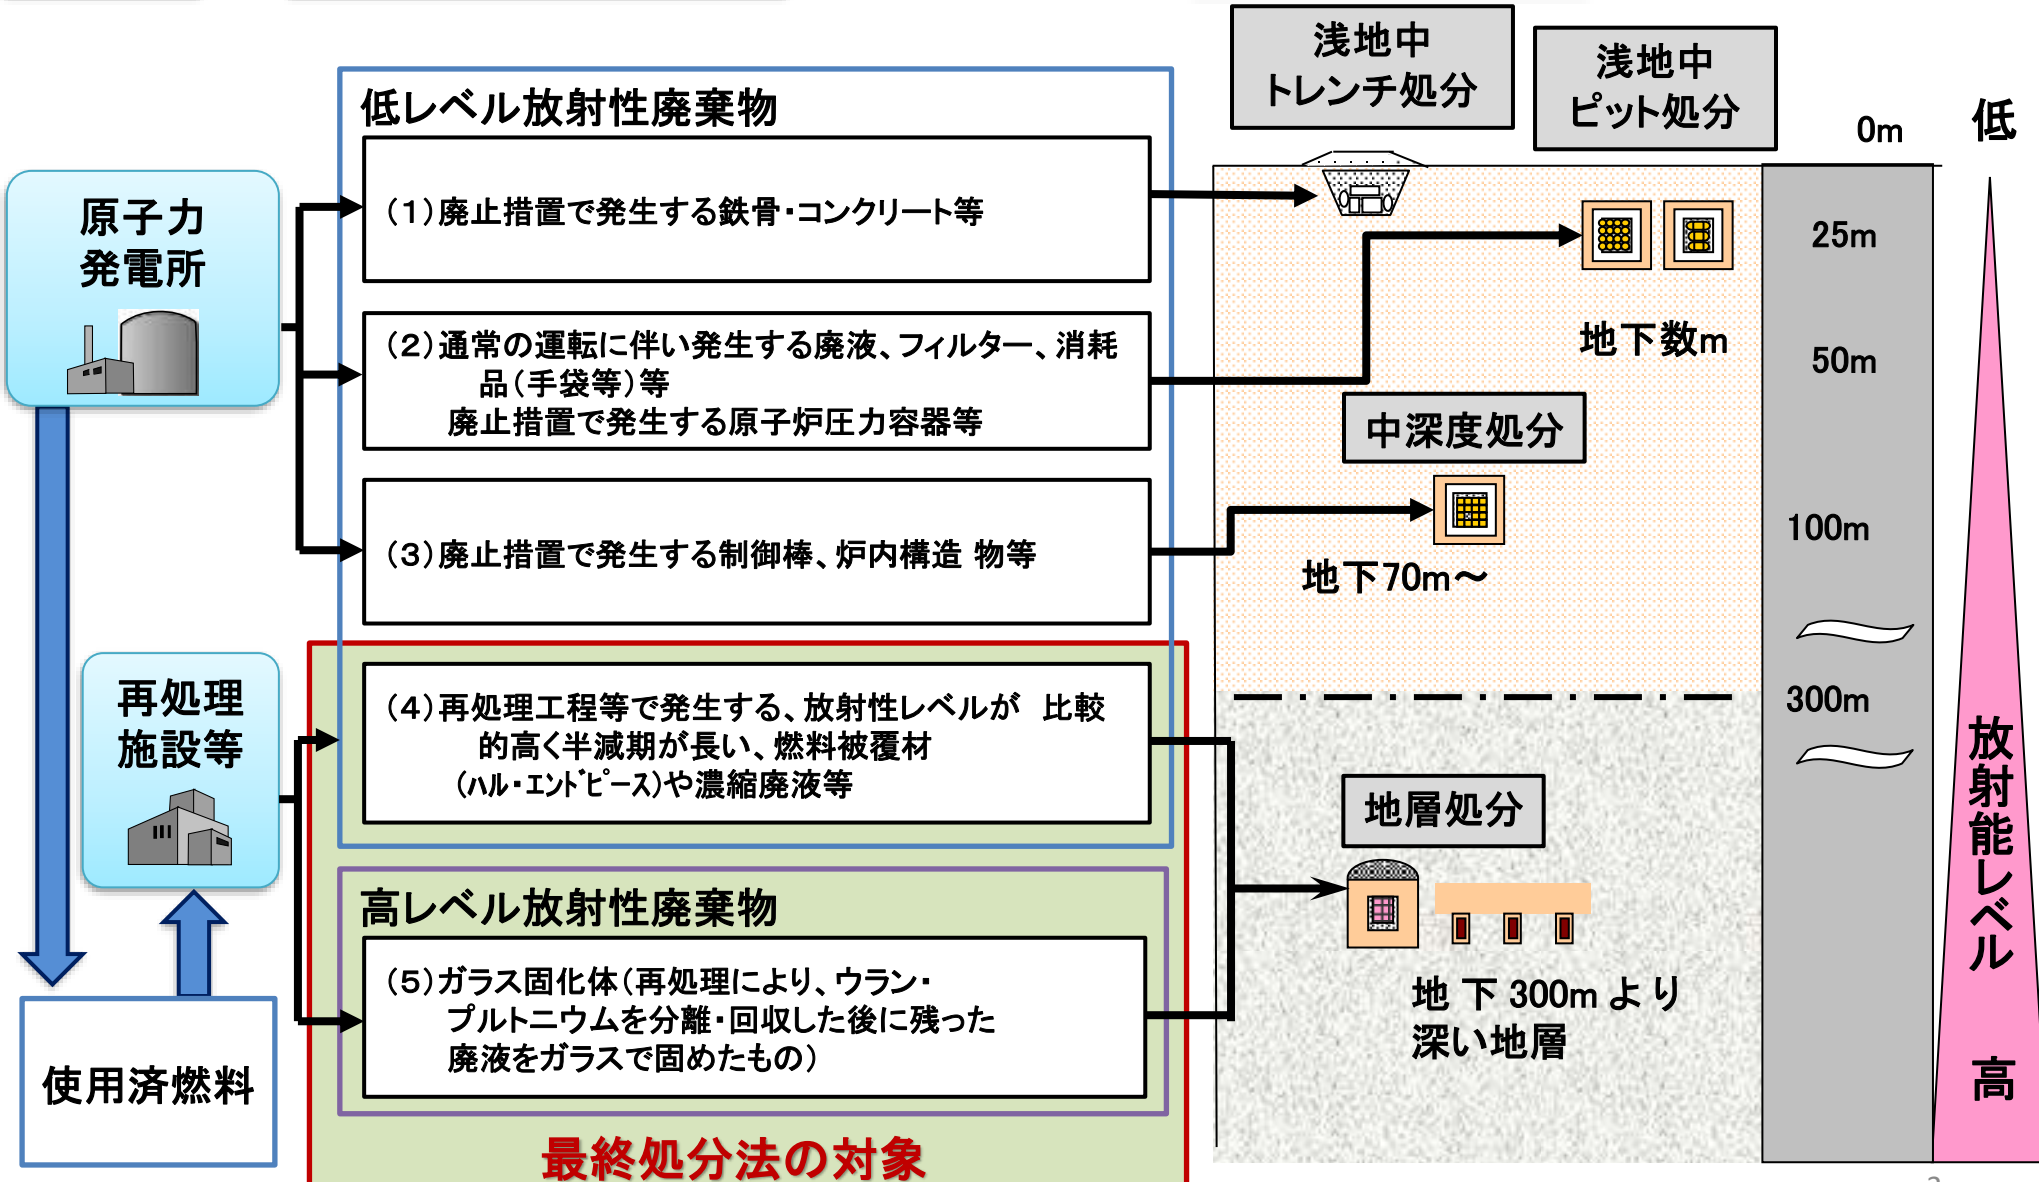 浅地中
トレンチ処分
浅地中
ピット処分
0m
低
低レベル放射性廃棄物
原子力
発電所
(1)廃止措置で発生する鉄骨・コンクリート等
25m
(2)通常の運転に伴い発生する廃液、フィルター、消耗
品(手袋等)等
廃止措置で発生する原子炉圧力容器等
地下数m
50m
中深度処分
(3)廃止措置で発生する制御棒、炉内構造 物等
100m
地下70m~
再処理
施設等
(4)再処理工程等で発生する、放射性レベルが 比較
的高く半減期が長い、燃料被覆材
(ハル・エンドピース)や濃縮廃液等
300m
地層処分
放射能レベル
高レベル放射性廃棄物
(5)ガラス固化体(再処理により、ウラン・
プルトニウムを分離・回収した後に残った
廃液をガラスで固めたもの)
地下300mより
深い地層
高
使用済燃料
最終処分法の対象